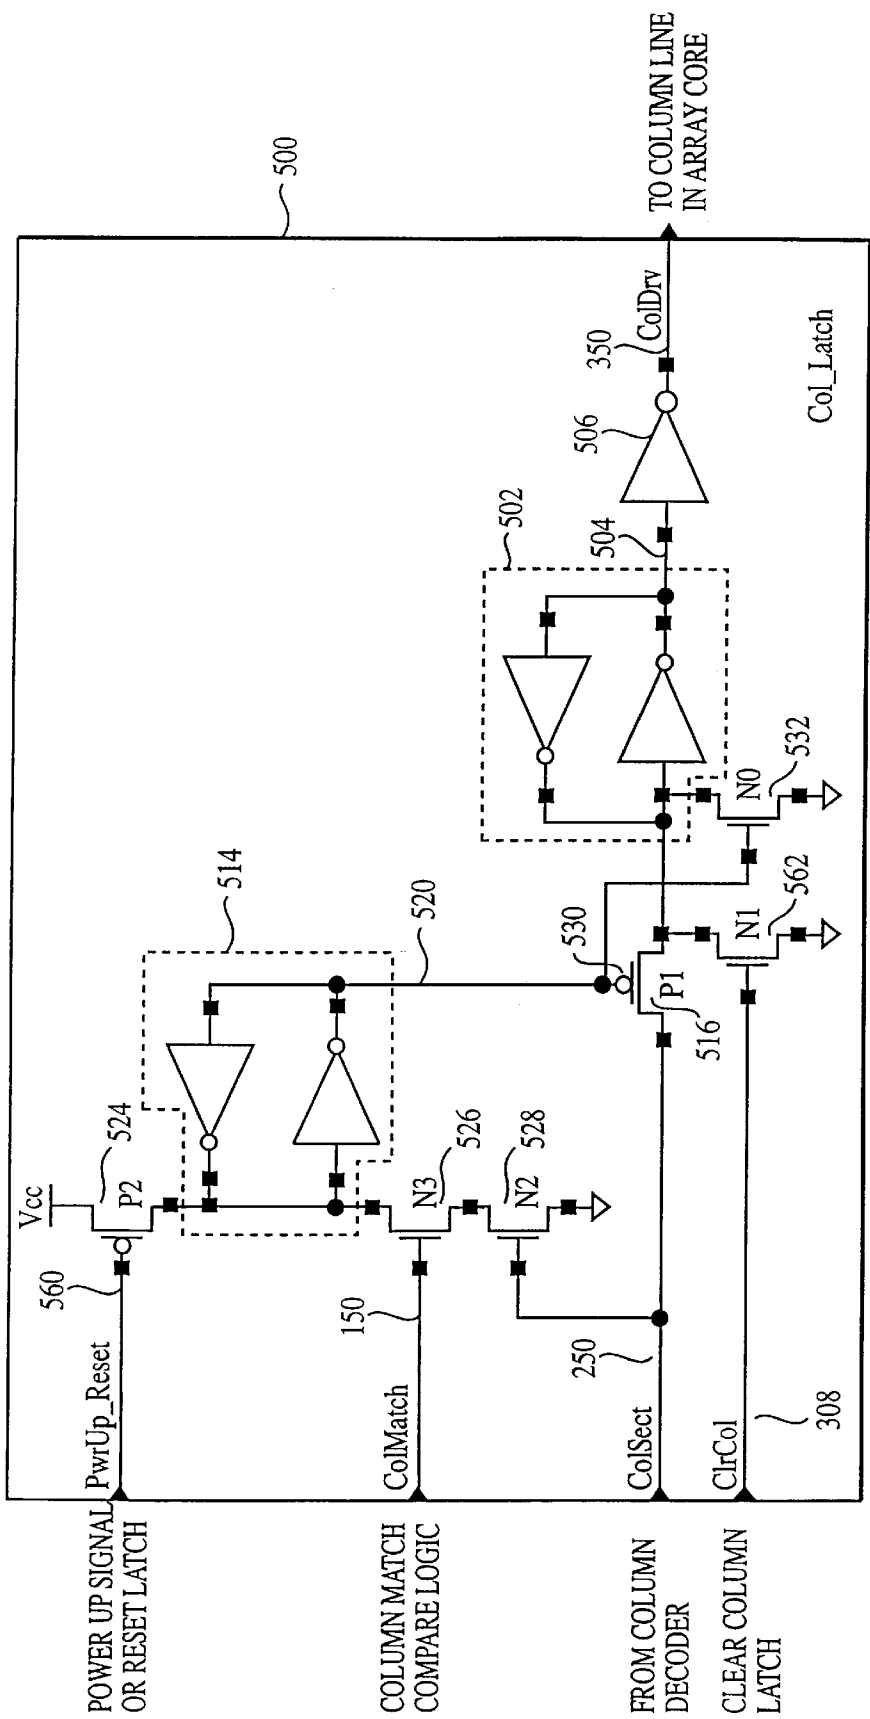 POWER UP SIGNAL
OR RESET LATCH
PwrUp_Reset
560
Vcc
524
P2
514
COLUMN MATCH
COMPARE LOGIC
ColMatch
150
N3
526
N2
528
520
FROM COLUMN
DECODER
ColSect
250
516
P1
530
CLEAR COLUMN
LATCH
ClrCol
308
N1
562
N0
532
502
504
506
350
ColDrv
TO COLUMN LINE
IN ARRAY CORE
500
Col_Latch